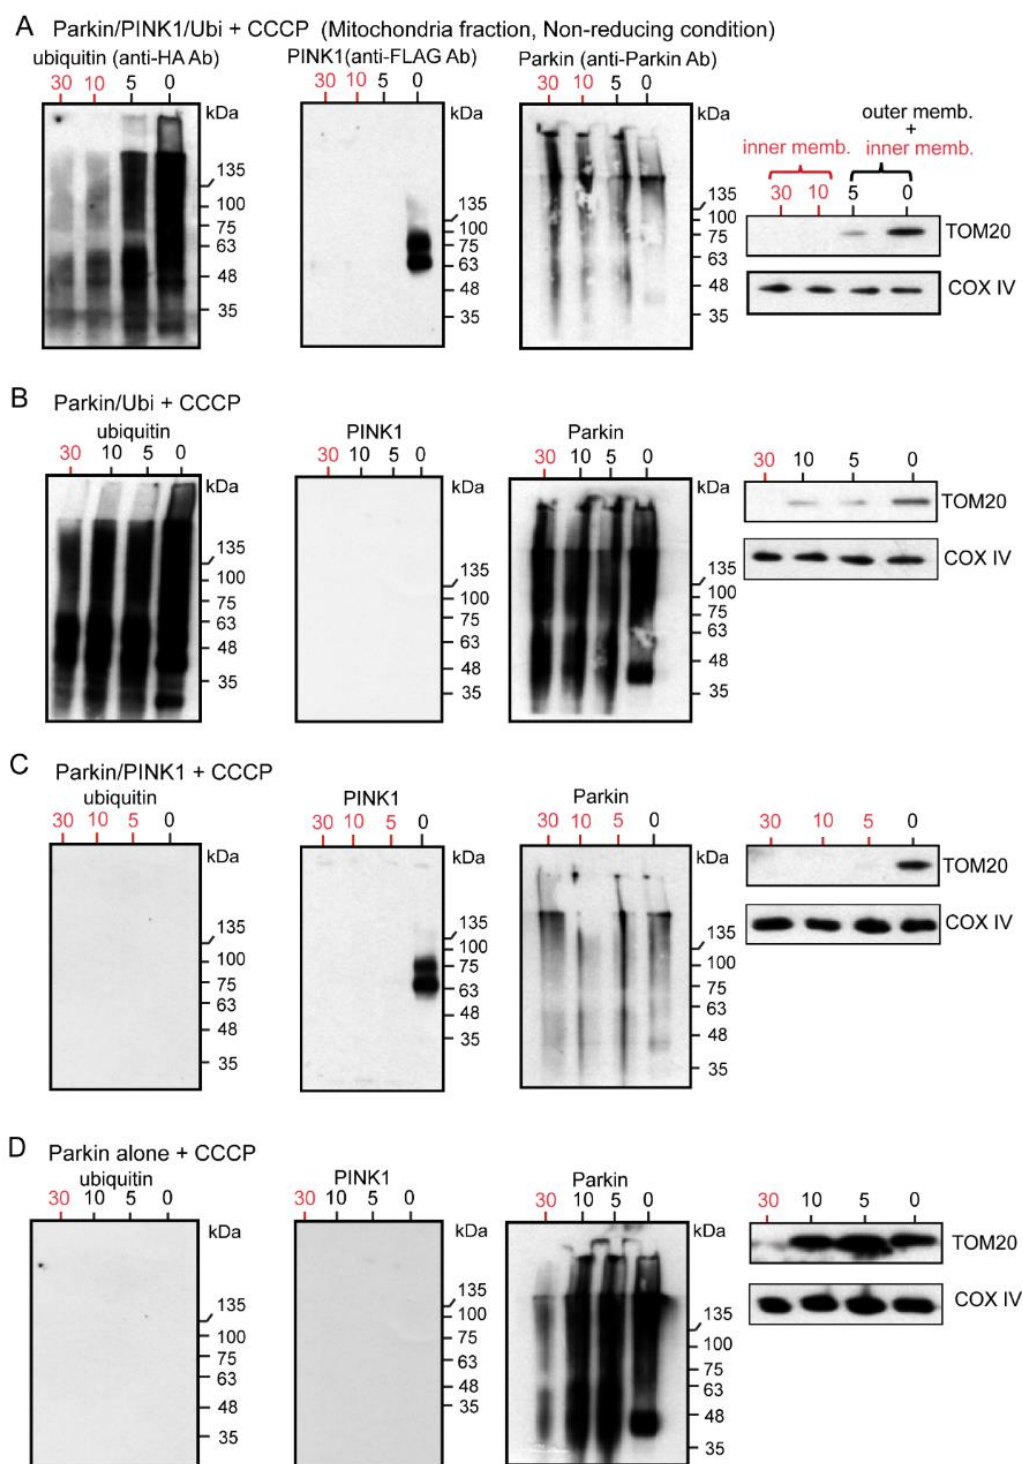 A Parkin/PINK1/Ubi + CCCP (Mitochondria fraction, Non-reducing condition)
ubiquitin (anti-HA Ab)
30 10 5 0
kDa
135
100
75
63
48
35
PINK1(anti-FLAG Ab)
30 10 5 0
kDa
135
100
75
63
48
35
Parkin (anti-Parkin Ab)
30 10 5 0
kDa
135
100
75
63
48
35
outer memb.
+
inner memb. inner memb.
30 10 5 0
TOM20
COX IV
B Parkin/Ubi + CCCP
ubiquitin
30 10 5 0
kDa
135
100
75
63
48
35
PINK1
30 10 5 0
kDa
135
100
75
63
48
35
Parkin
30 10 5 0
kDa
135
100
75
63
48
35
30 10 5 0
TOM20
COX IV
C Parkin/PINK1 + CCCP
ubiquitin
30 10 5 0
kDa
135
100
75
63
48
35
PINK1
30 10 5 0
kDa
135
100
75
63
48
35
Parkin
30 10 5 0
kDa
135
100
75
63
48
35
30 10 5 0
TOM20
COX IV
D Parkin alone + CCCP
ubiquitin
30 10 5 0
kDa
135
100
75
63
48
35
PINK1
30 10 5 0
kDa
135
100
75
63
48
35
Parkin
30 10 5 0
kDa
135
100
75
63
48
35
30 10 5 0
TOM20
COX IV